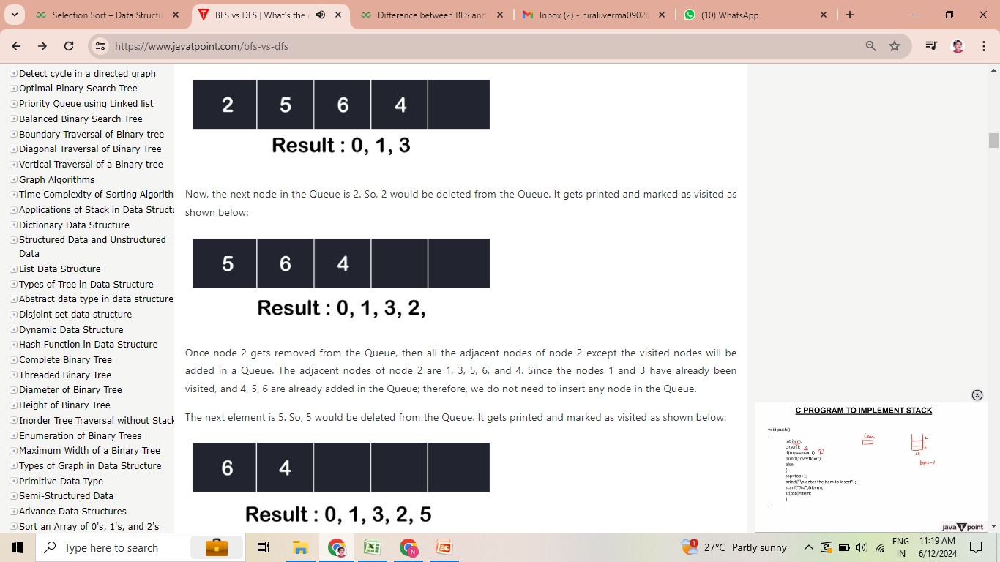 Selection Sort – Data Structu
BFS vs DFS | What's the d
Difference between BFS and
Inbox (2) - nirali.verma0902@
(10) WhatsApp
https://www.javatpoint.com/bfs-vs-dfs
Detect cycle in a directed graph
Optimal Binary Search Tree
Priority Queue using Linked list
Balanced Binary Search Tree
Boundary Traversal of Binary tree
Diagonal Traversal of Binary Tree
Vertical Traversal of a Binary tree
Graph Algorithms
Time Complexity of Sorting Algorith
Applications of Stack in Data Struct
Dictionary Data Structure
Structured Data and Unstructured
Data
List Data Structure
Types of Tree in Data Structure
Abstract data type in data structure
Disjoint set data structure
Dynamic Data Structure
Hash Function in Data Structure
Complete Binary Tree
Threaded Binary Tree
Diameter of Binary Tree
Height of Binary Tree
Inorder Tree Traversal without Stack
Enumeration of Binary Trees
Maximum Width of a Binary Tree
Types of Graph in Data Structure
Primitive Data Type
Semi-Structured Data
Advance Data Structures
Sort an Array of 0's, 1's, and 2's
2 5 6 4
Result : 0, 1, 3
Now, the next node in the Queue is 2. So, 2 would be deleted from the Queue. It gets printed and marked as visited as
shown below:
5 6 4
Result : 0, 1, 3, 2,
Once node 2 gets removed from the Queue, then all the adjacent nodes of node 2 except the visited nodes will be
added in a Queue. The adjacent nodes of node 2 are 1, 3, 5, 6, and 4. Since the nodes 1 and 3 have already been
visited, and 4, 5, 6 are already added in the Queue; therefore, we do not need to insert any node in the Queue.
The next element is 5. So, 5 would be deleted from the Queue. It gets printed and marked as visited as shown below:
6 4
Result : 0, 1, 3, 2, 5
C PROGRAM TO IMPLEMENT STACK
void push()
{
int item;
clrscr();
if(top==max-1)
printf("overflow");
else
{
top=top+1;
printf("\n enter the item to insert");
scanf("%d",&item);
st[top]=item;
}
}
item
st
top=-1
java T point
Type here to search
1
27°C Partly sunny
ENG
IN
11:19 AM
6/12/2024